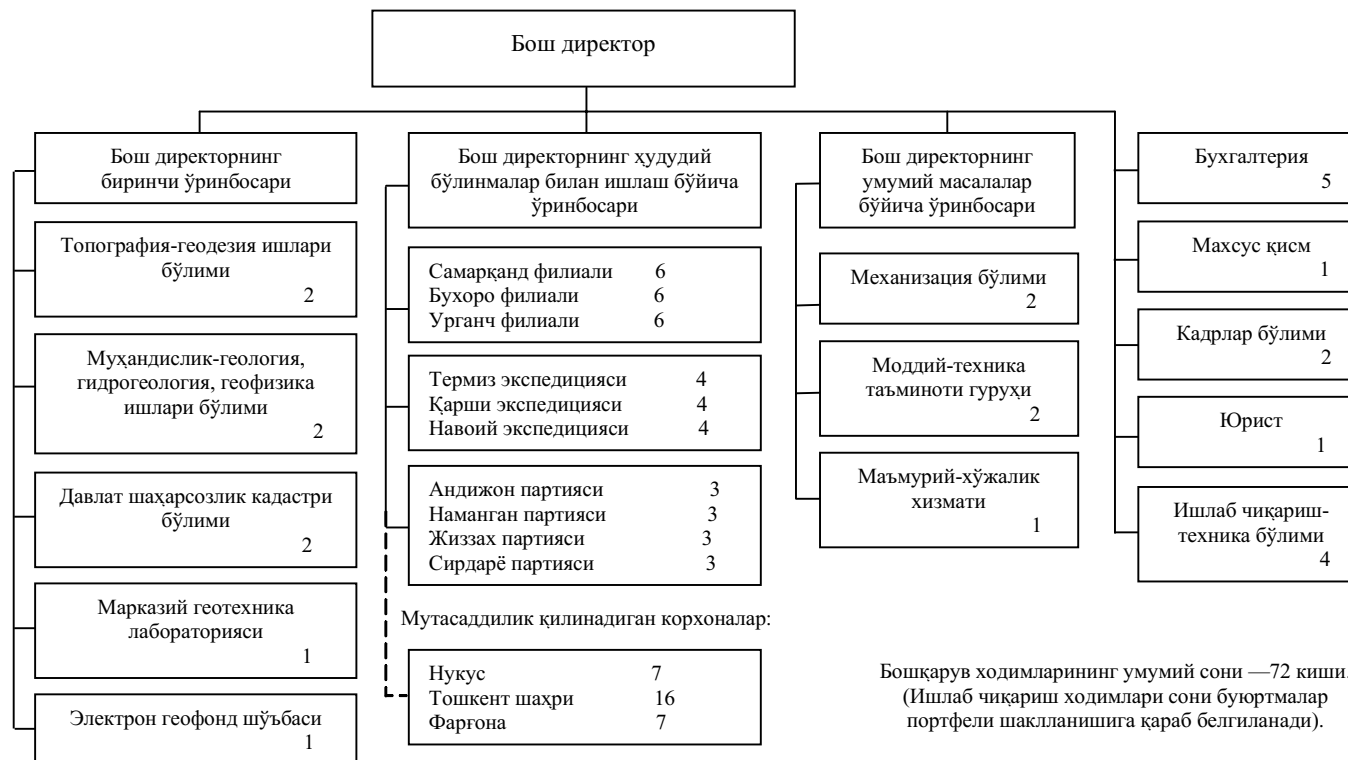 Бош директор
Бош директорнинг
биринчи ўринбосари
Топография-геодезия ишлари
бўлими
2
Муҳандислик-геология,
гидрогеология, геофизика
ишлари бўлими
2
Давлат шаҳарсозлик кадастри
бўлими
2
Марказий геотехника
лабораторияси
1
Электрон геофонд шўъбаси
1
Бош директорнинг ҳудудий
бўлинмалар билан ишлаш бўйича
ўринбосари
Самарқанд филиали 6
Бухоро филиали 6
Урганч филиали 6
Термиз экспедицияси 4
Қарши экспедицияси 4
Навоий экспедицияси 4
Андижон партияси 3
Наманган партияси 3
Жиззах партияси 3
Сирдарё партияси 3
Мутасаддилик қилинадиган корхоналар:
Нукус 7
Тошкент шаҳри 16
Фарғона 7
Бош директорнинг
умумий масалалар
бўйича ўринбосари
Механизация бўлими
2
Моддий-техника
таъминоти гуруҳи
2
Маъмурий-хўжалик
хизмати
1
Бухгалтерия
5
Махсус қисм
1
Кадрлар бўлими
2
Юрист
1
Ишлаб чиқариш-
техника бўлими
4
Бошқарув ходимларининг умумий сони —72 киши.
(Ишлаб чиқариш ходимлари сони буюртмалар
портфели шаклланишига қараб белгиланади).